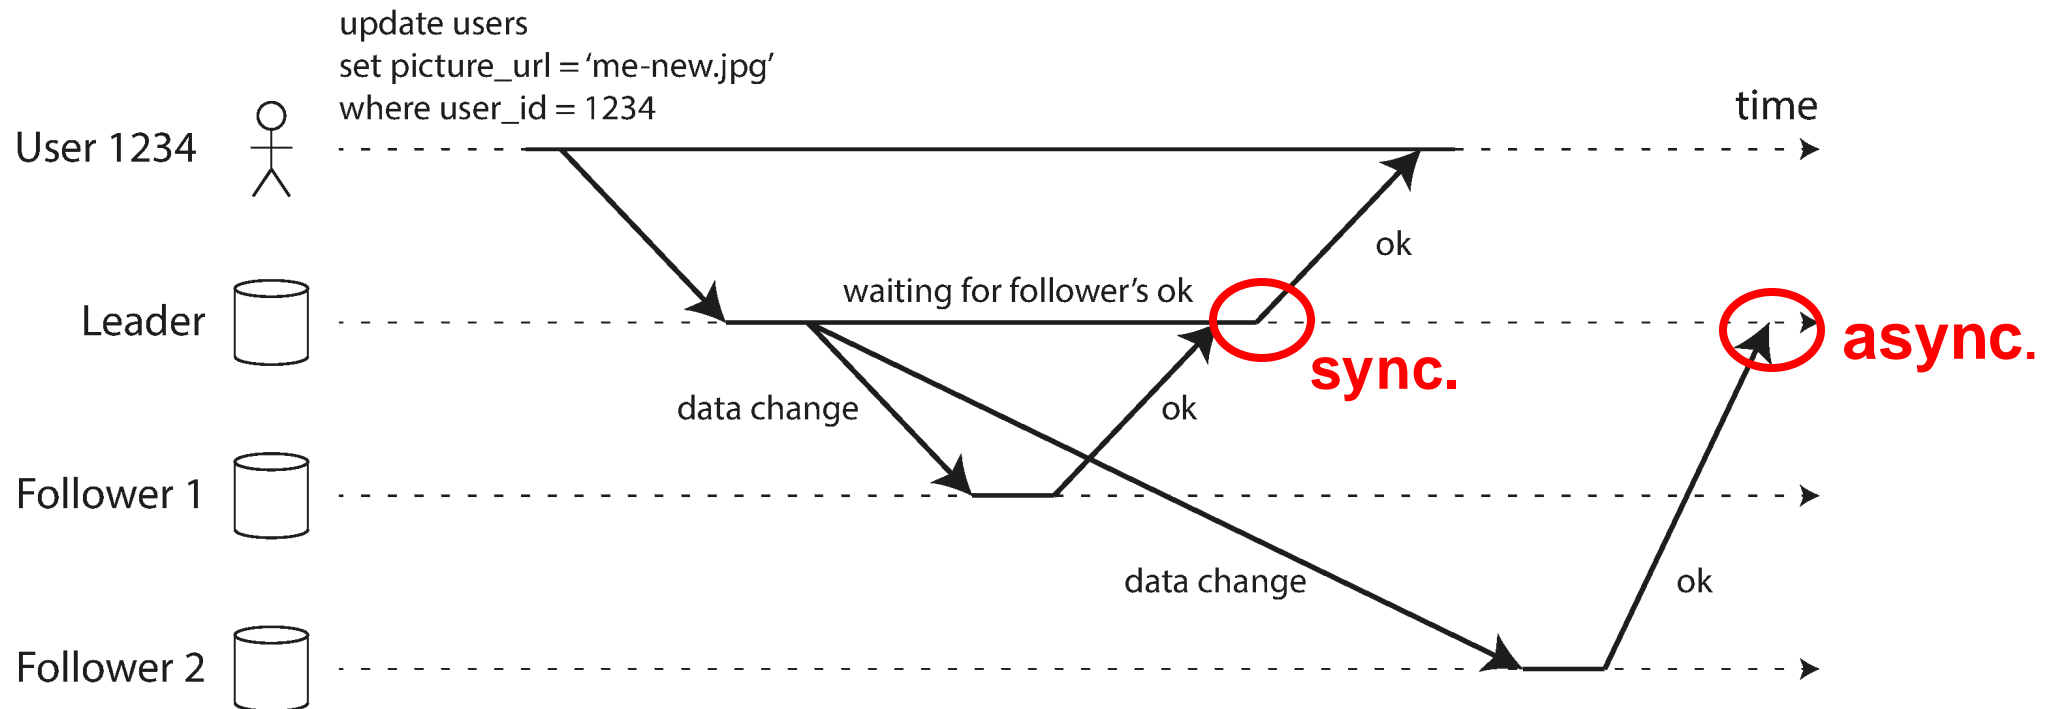 update users
set picture_url = ‘me-new.jpg’
where user_id = 1234
time
User 1234
ok
waiting for follower’s ok
Leader
async.
sync.
data change
ok
Follower 1
data change
ok
Follower 2